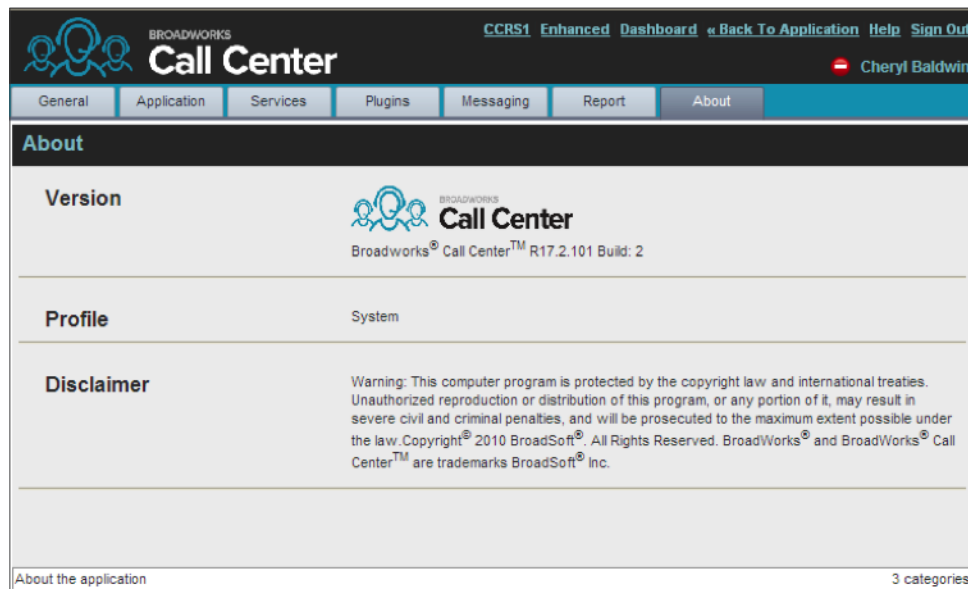 CCRS1 Enhanced Dashboard « Back To Application Help Sign Out
BROADWORKS
Call Center
Cheryl Baldwin
General Application Services Plugins Messaging Report About
About
Version
BROADWORKS
Call Center
Broadworks® Call Center™ R17.2.101 Build: 2
Profile
System
Disclaimer
Warning: This computer program is protected by the copyright law and international treaties.
Unauthorized reproduction or distribution of this program, or any portion of it, may result in
severe civil and criminal penalties, and will be prosecuted to the maximum extent possible under
the law.Copyright© 2010 BroadSoft®. All Rights Reserved. BroadWorks® and BroadWorks® Call
Center™ are trademarks BroadSoft® Inc.
About the application
3 categories